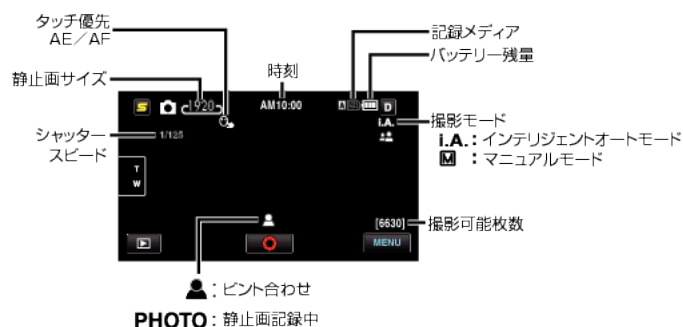 タッチ優先
AE／AF
記録メディア
バッテリー残量
静止画サイズ
時刻
S 1920 AM10:00 A SD D
シャッター
スピード
1/125
i.A.
撮影モード
i.A.：インテリジェントオートモード
M：マニュアルモード
T
W
[6630]
撮影可能枚数
MENU
：ピント合わせ
PHOTO：静止画記録中